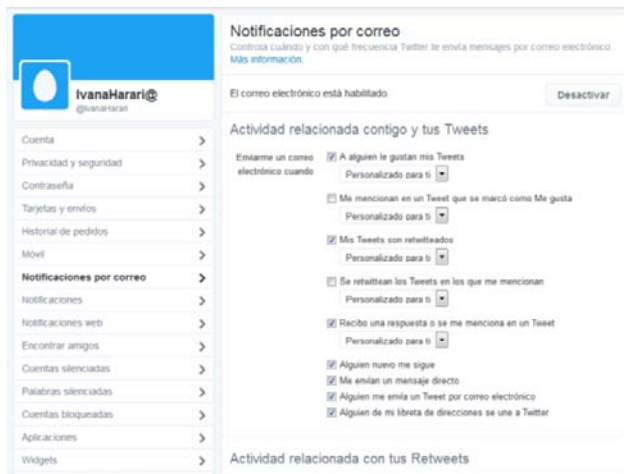 IvanaHarari@
@IvanaHarari
Cuenta
Privacidad y seguridad
Contraseña
Tarjetas y envíos
Historial de pedidos
Móvil
Notificaciones por correo
Notificaciones
Notificaciones web
Encontrar amigos
Cuentas silenciadas
Palabras silenciadas
Cuentas bloqueadas
Aplicaciones
Widgets
Notificaciones por correo
Controla cuándo y con qué frecuencia Twitter te envía mensajes por correo electrónico.
Más información.
El correo electrónico está habilitado.
Desactivar
Actividad relacionada contigo y tus Tweets
Enviarme un correo
electrónico cuando
A alguien le gustan mis Tweets
Personalizado para ti
Me mencionan en un Tweet que se marcó como Me gusta
Personalizado para ti
Mis Tweets son retwitteados
Personalizado para ti
Se retwittean los Tweets en los que me mencionan
Personalizado para ti
Recibo una respuesta o se me menciona en un Tweet
Personalizado para ti
Alguien nuevo me sigue
Me envían un mensaje directo
Alguien me envía un Tweet por correo electrónico
Alguien de mi libreta de direcciones se une a Twitter
Actividad relacionada con tus Retweets